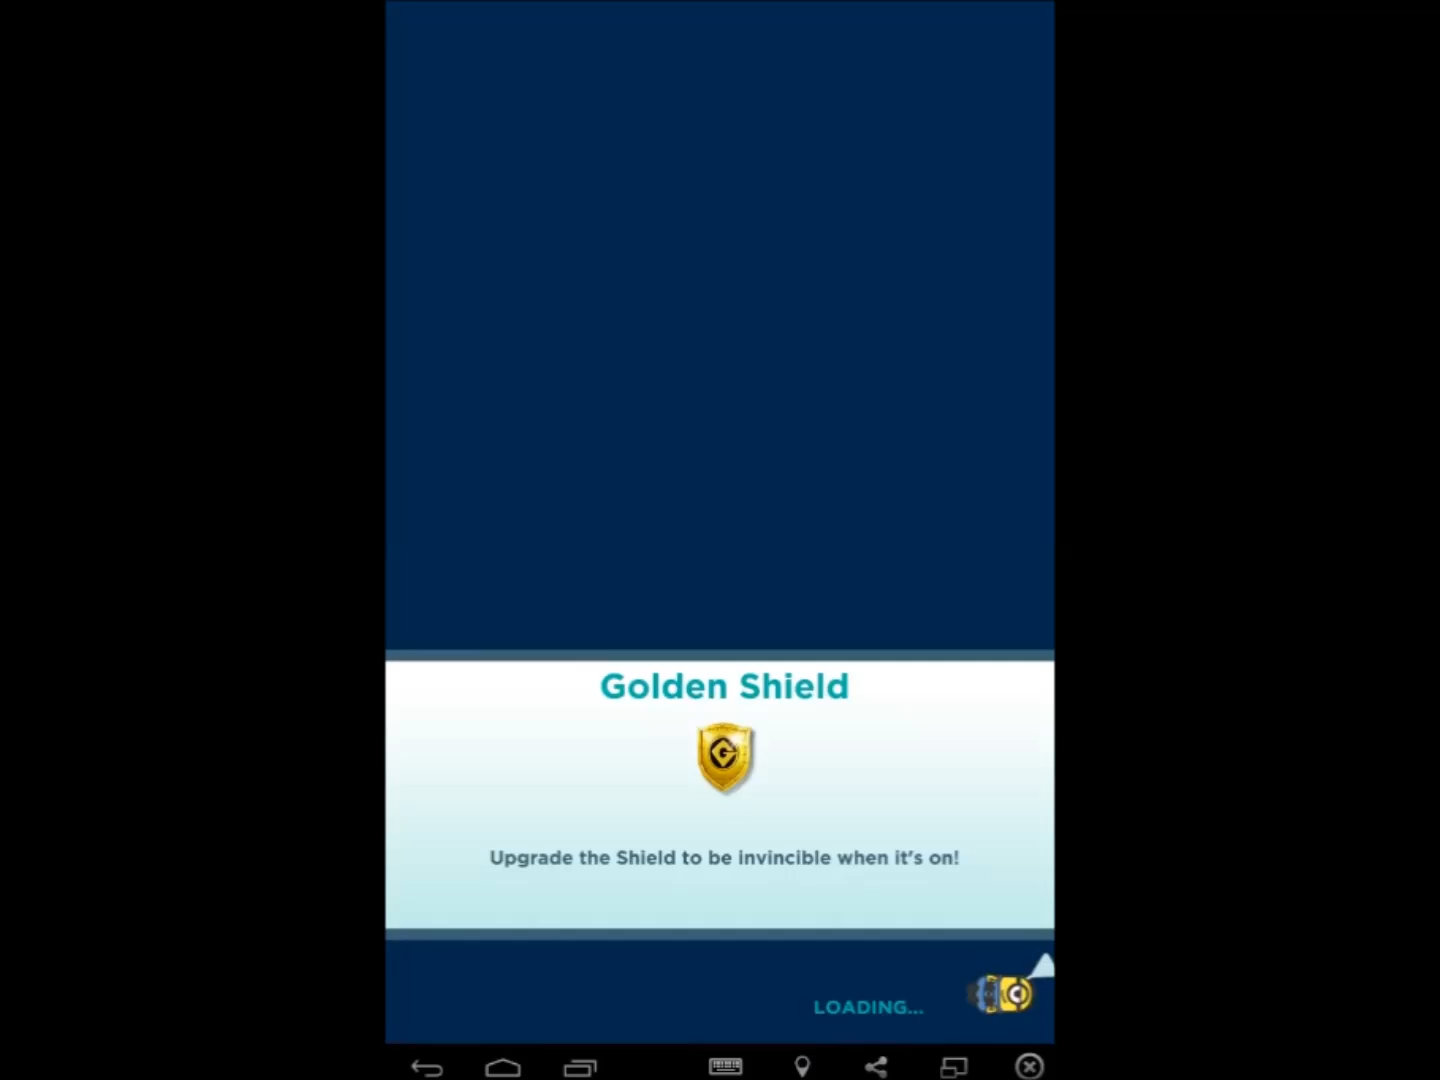 Golden Shield
G
Upgrade the Shield to be invincible when it's on!
LOADING...